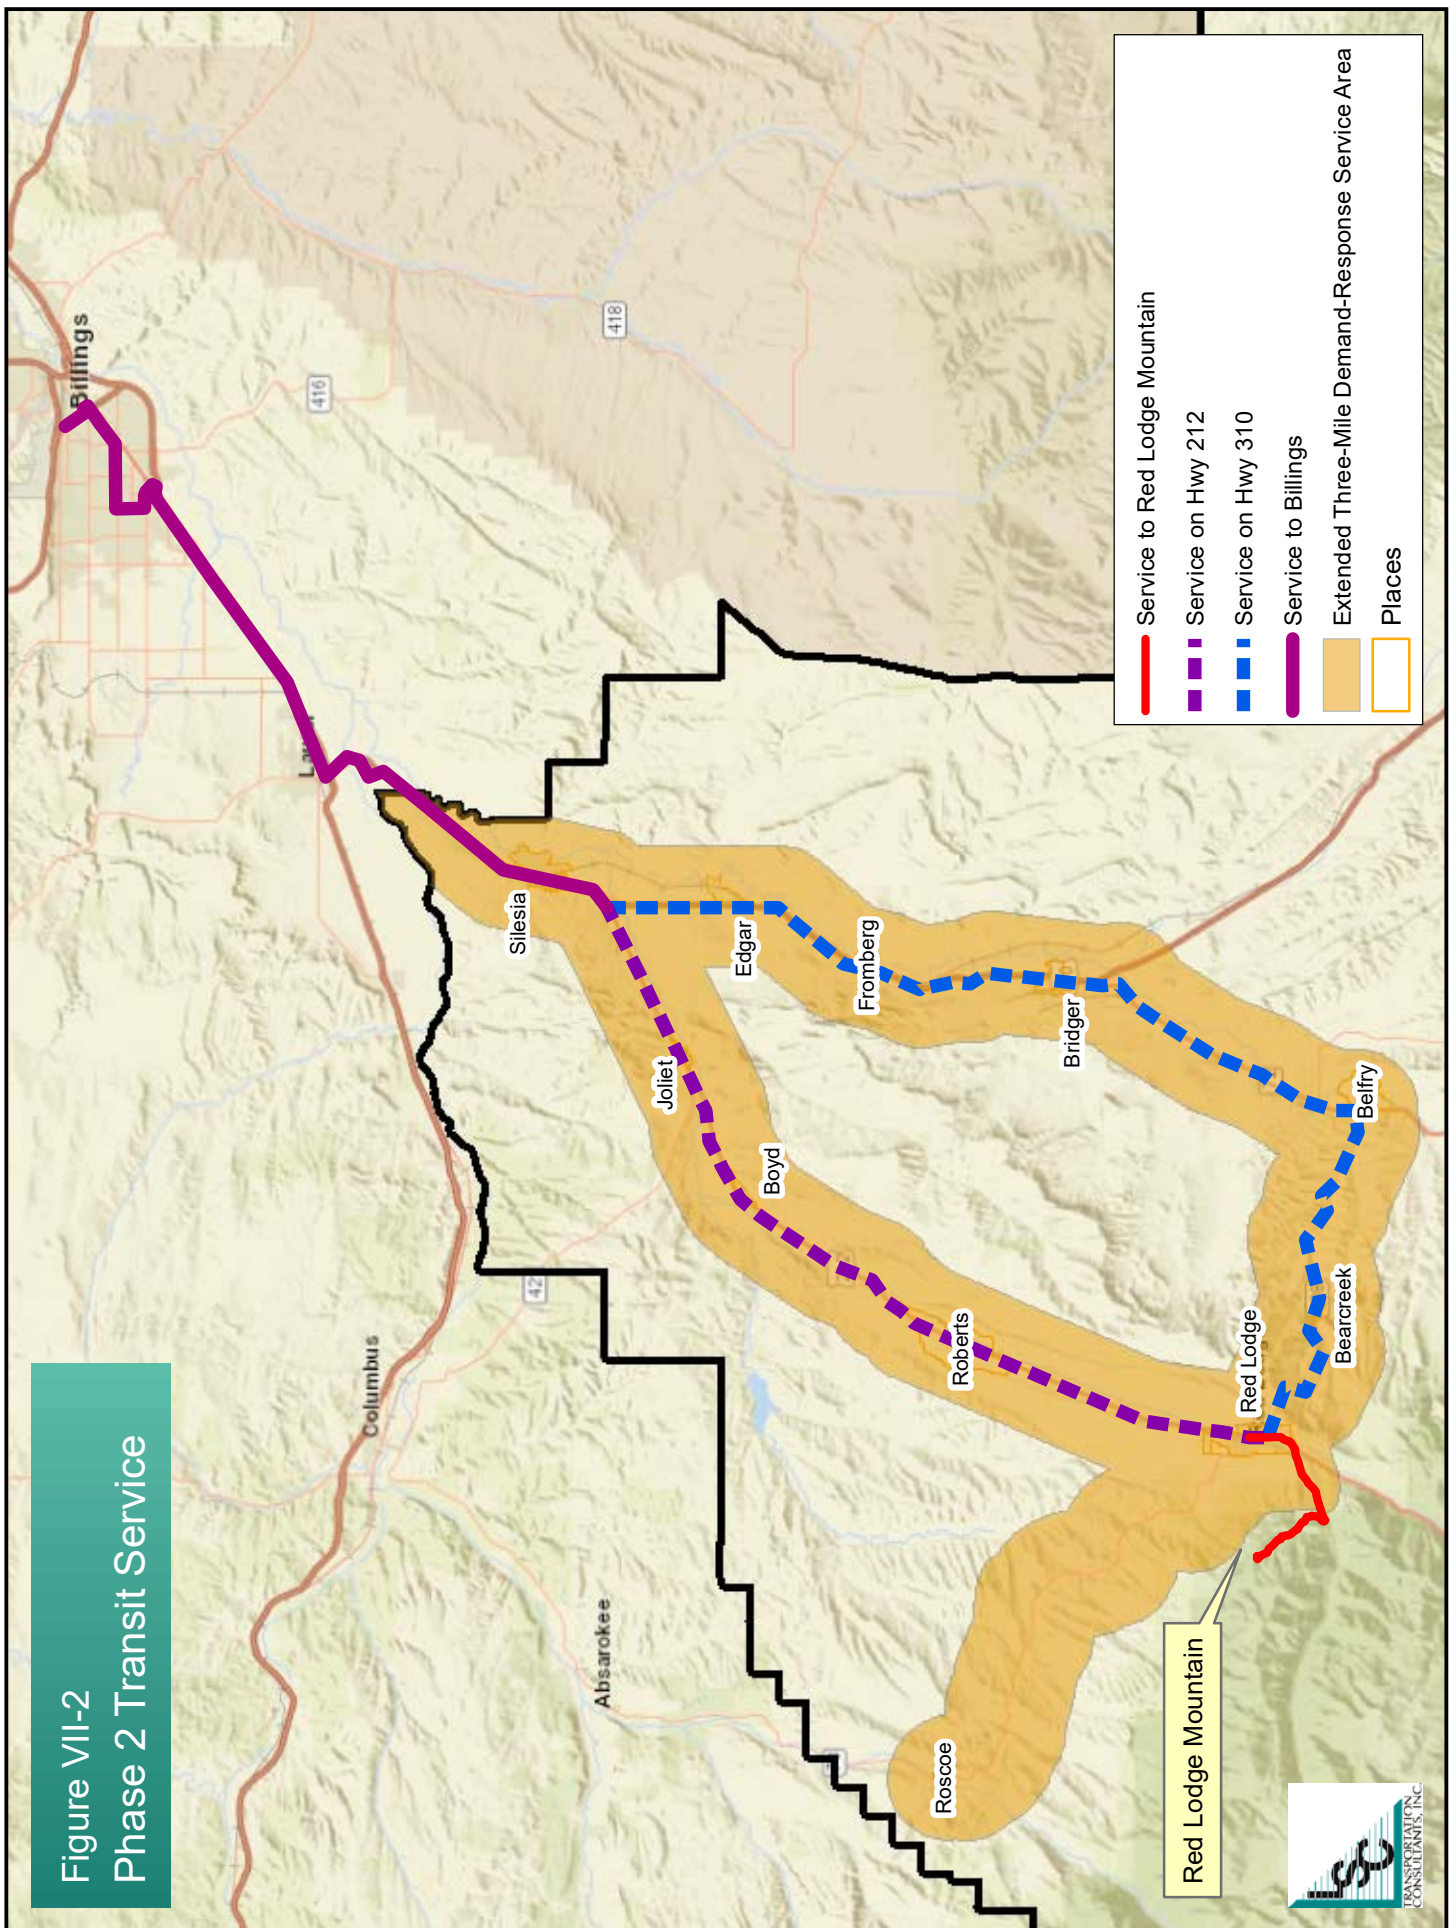 Figure VII-2
Phase 2 Transit Service
Billings
416
418
Columbus
Absarokee
Silesia
Edgar
Fromberg
Joliet
Boyd
Bridger
Roberts
Red Lodge
Bearcreek
Belfry
Roscoe
Red Lodge Mountain
Service to Red Lodge Mountain
Service on Hwy 212
Service on Hwy 310
Service to Billings
Extended Three-Mile Demand-Response Service Area
Places
LSC
TRANSPORTATION
CONSULTANTS, INC.